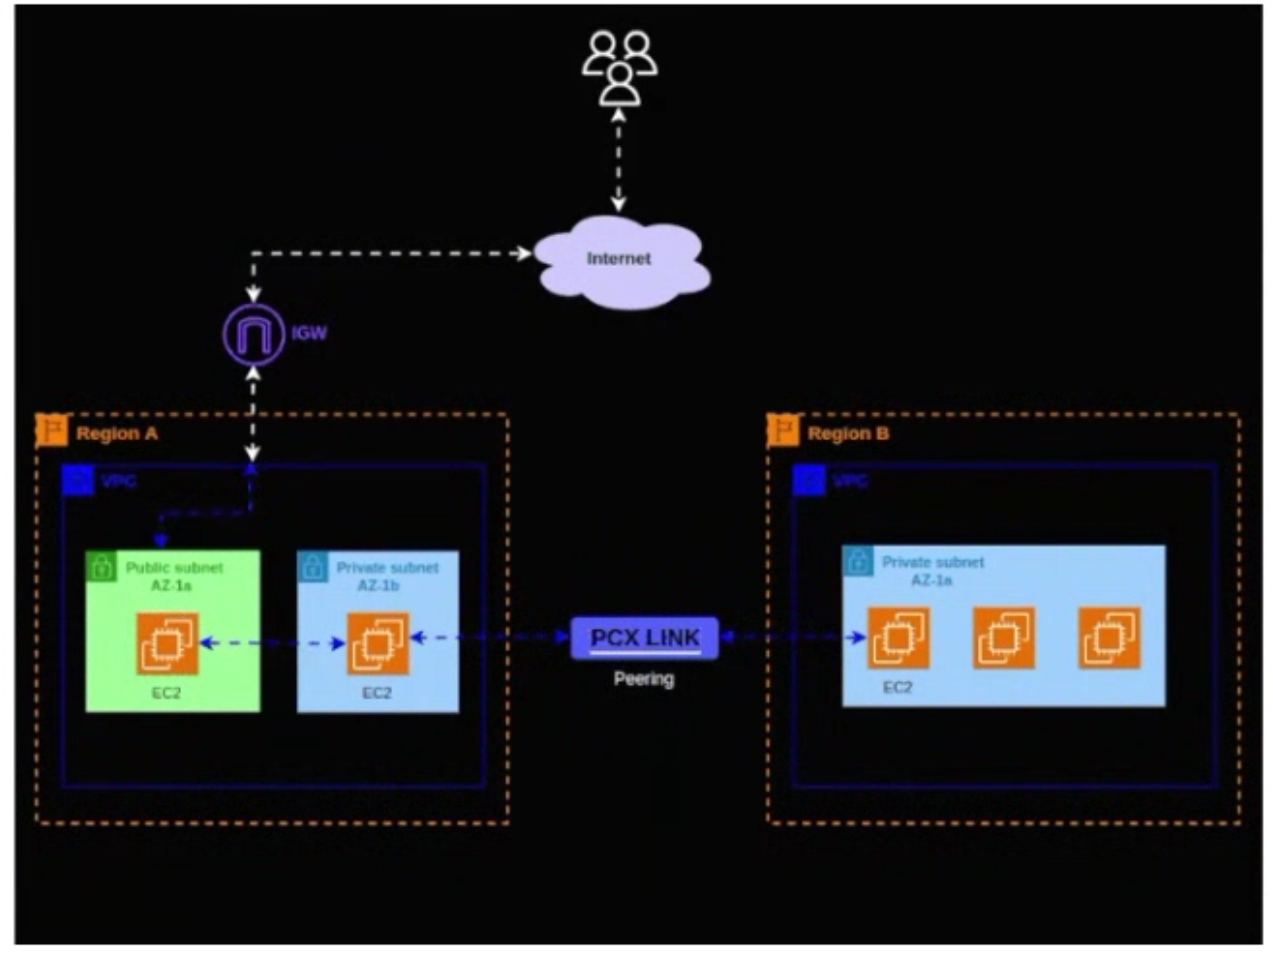 Internet
IGW
Region A
VPC
Public subnet
AZ-1a
EC2
Private subnet
AZ-1b
EC2
PCX LINK
Peering
Region B
VPC
Private subnet
AZ-1a
EC2